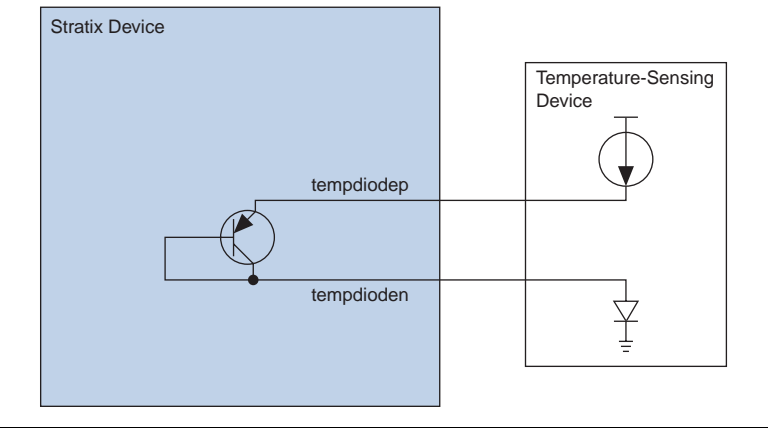 Stratix Device
Temperature-Sensing
Device
tempdiodep
tempdioden